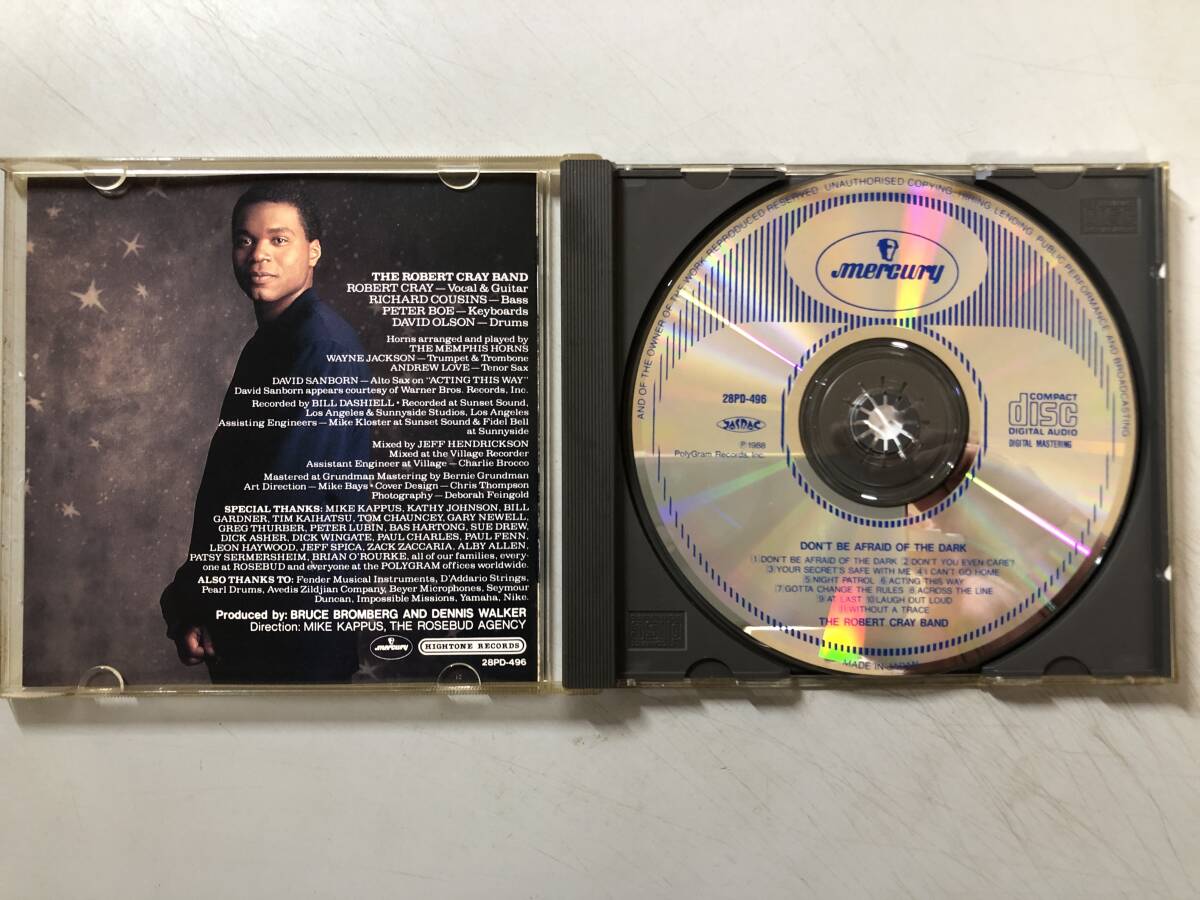 THE ROBERT CRAY BAND
ROBERT CRAY — Vocal & Guitar
RICHARD COUSINS — Bass
PETER BOE — Keyboards
DAVID OLSON — Drums
Horns arranged and played by
THE MEMPHIS HORNS
WAYNE JACKSON — Trumpet & Trombone
ANDREW LOVE — Tenor Sax
DAVID SANBORN — Alto Sax on "ACTING THIS WAY"
David Sanborn appears courtesy of Warner Bros. Records, Inc.
Recorded by BILL DASHIELL • Recorded at Sunset Sound,
Los Angeles & Sunnyside Studios, Los Angeles
Assisting Engineers — Mike Kloster at Sunset Sound & Fidel Bell
at Sunnyside
Mixed by JEFF HENDRICKSON
Mixed at the Village Recorder
Assistant Engineer at Village — Charlie Brocco
Mastered at Grundman Mastering by Bernie Grundman
Art Direction — Mike Bays • Cover Design — Chris Thompson
Photography — Deborah Feingold
SPECIAL THANKS: MIKE KAPPUS, KATHY JOHNSON, BILL
GARDNER, TIM KAIHATSU, TOM CHAUNCEY, GARY NEWELL,
GREG THURBER, PETER LUBIN, BAS HARTONG, SUE DREW,
DICK ASHER, DICK WINGATE, PAUL CHARLES, PAUL FENN,
LEON HAYWOOD, JEFF SPICA, ZACK ZACCARIA, ALBY ALLEN,
PATSY SERMERSHEIM, BRIAN O'ROURKE, all of our families, every-
one at ROSEBUD and everyone at the POLYGRAM offices worldwide.
ALSO THANKS TO: Fender Musical Instruments, D'Addario Strings,
Pearl Drums, Avedis Zildjian Company, Beyer Microphones, Seymour
Duncan, Impossible Missions, Yamaha, Nike.
Produced by: BRUCE BROMBERG AND DENNIS WALKER
Direction: MIKE KAPPUS, THE ROSEBUD AGENCY
mercury
HIGHTONE RECORDS
28PD-496
AND OF THE OWNER OF THE WORK REPRODUCED RESERVED. UNAUTHORISED COPYING, HIRING, LENDING, PUBLIC PERFORMANCE AND BROADCASTING
mercury
28PD-496
JASRAC
℗ 1988
PolyGram Records, Inc.
COMPACT
disc
DIGITAL AUDIO
DIGITAL MASTERING
DON'T BE AFRAID OF THE DARK
1) DON'T BE AFRAID OF THE DARK 2) DON'T YOU EVEN CARE?
3) YOUR SECRET'S SAFE WITH ME 4) I CAN'T GO HOME
5) NIGHT PATROL 6) ACTING THIS WAY
7) GOTTA CHANGE THE RULES 8) ACROSS THE LINE
9) AT LAST 10) LAUGH OUT LOUD
11) WITHOUT A TRACE
THE ROBERT CRAY BAND
MADE IN JAPAN